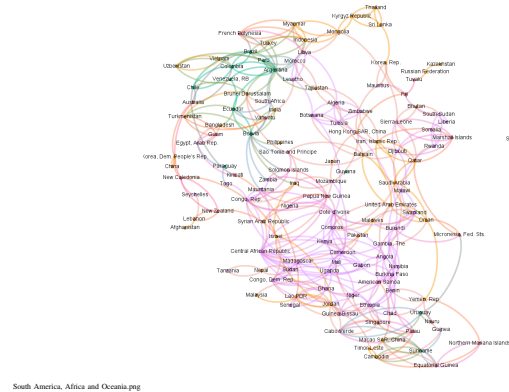 Thailand
Kyrgyz Republic
Myanmar
Sri Lanka
French Polynesia
Mongolia
Indonesia
Turkey
Brazil
Libya
Vietnam
Peru
Morocco
Korea, Rep.
Kazakhstan
Uzbekistan
Colombia
Argentina
Russian Federation
Venezuela, RB
Lesotho
Tuvalu
Chile
Tajikistan
Mauritius
Brunei Darussalam
Fiji
Australia
South Africa
Algeria
Bhutan
Ecuador
India
Zimbabwe
Turkmenistan
Vanuatu
Botswana
South Sudan
Bangladesh
Tunisia
Sierra Leone
Liberia
Guam
Bolivia
Hong Kong SAR, China
Somalia
Egypt, Arab Rep.
Philippines
Iran, Islamic Rep.
Marshall Islands
Rwanda
Korea, Dem. People's Rep.
Sao Tome and Principe
Bahrain
Djibouti
China
Paraguay
Japan
Qatar
New Caledonia
Kiribati
Solomon Islands
Guyana
Togo
Zambia
Iraq
Mozambique
Saudi Arabia
Seychelles
Mauritania
Malawi
Congo, Rep.
Papua New Guinea
Nigeria
United Arab Emirates
New Zealand
Cote d'Ivoire
Swaziland
Lebanon
Syrian Arab Republic
Maldives
Oman
Afghanistan
Comoros
Burundi
Israel
Pakistan
Micronesia, Fed. Sts.
Kenya
Gambia, The
Central African Republic
Cameroon
Angola
Madagascar
Mali
Gabon
Namibia
Tanzania
Nepal
Sudan
Uganda
Burkina Faso
Congo, Dem. Rep.
American Samoa
Ghana
Benin
Malaysia
Lao PDR
Niger
Yemen, Rep.
Senegal
Jordan
Ethiopia
Guinea-Bissau
Chad
Uruguay
Singapore
Nauru
Cabo Verde
Palau
Guinea
Macao SAR, China
Northern Mariana Islands
Timor-Leste
Suriname
Cambodia
Equatorial Guinea
S
South America, Africa and Oceania.png